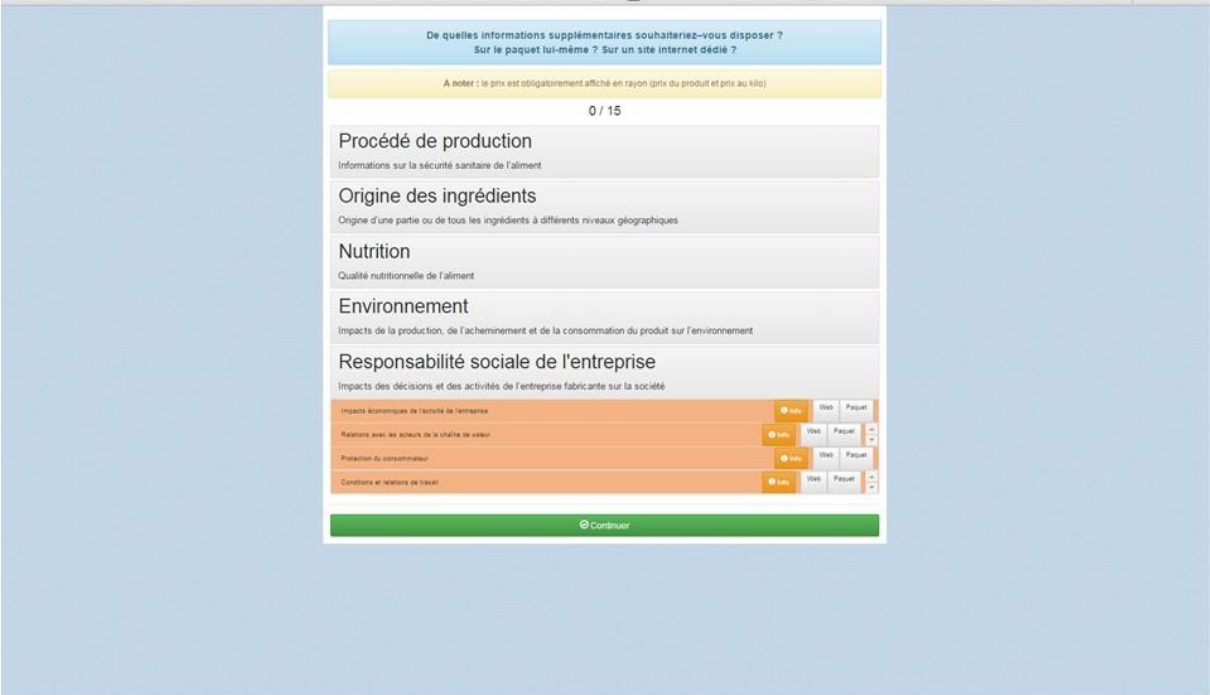 De quelles informations supplémentaires souhaiteriez–vous disposer ?
Sur le paquet lui-même ? Sur un site internet dédié ?
A noter : le prix est obligatoirement affiché en rayon (prix du produit et prix au kilo)
0 / 15
Procédé de production
Informations sur la sécurité sanitaire de l'aliment
Origine des ingrédients
Origine d'une partie ou de tous les ingrédients à différents niveaux géographiques
Nutrition
Qualité nutritionnelle de l'aliment
Environnement
Impacts de la production, de l'acheminement et de la consommation du produit sur l'environnement
Responsabilité sociale de l'entreprise
Impacts des décisions et des activités de l'entreprise fabricante sur la société
Impacts économiques de l'activité de l'entreprise Info Web Paquet
Relations avec les acteurs de la chaîne de valeur Info Web Paquet
Protection du consommateur Info Web Paquet
Conditions et relations de travail Info Web Paquet
Continuer